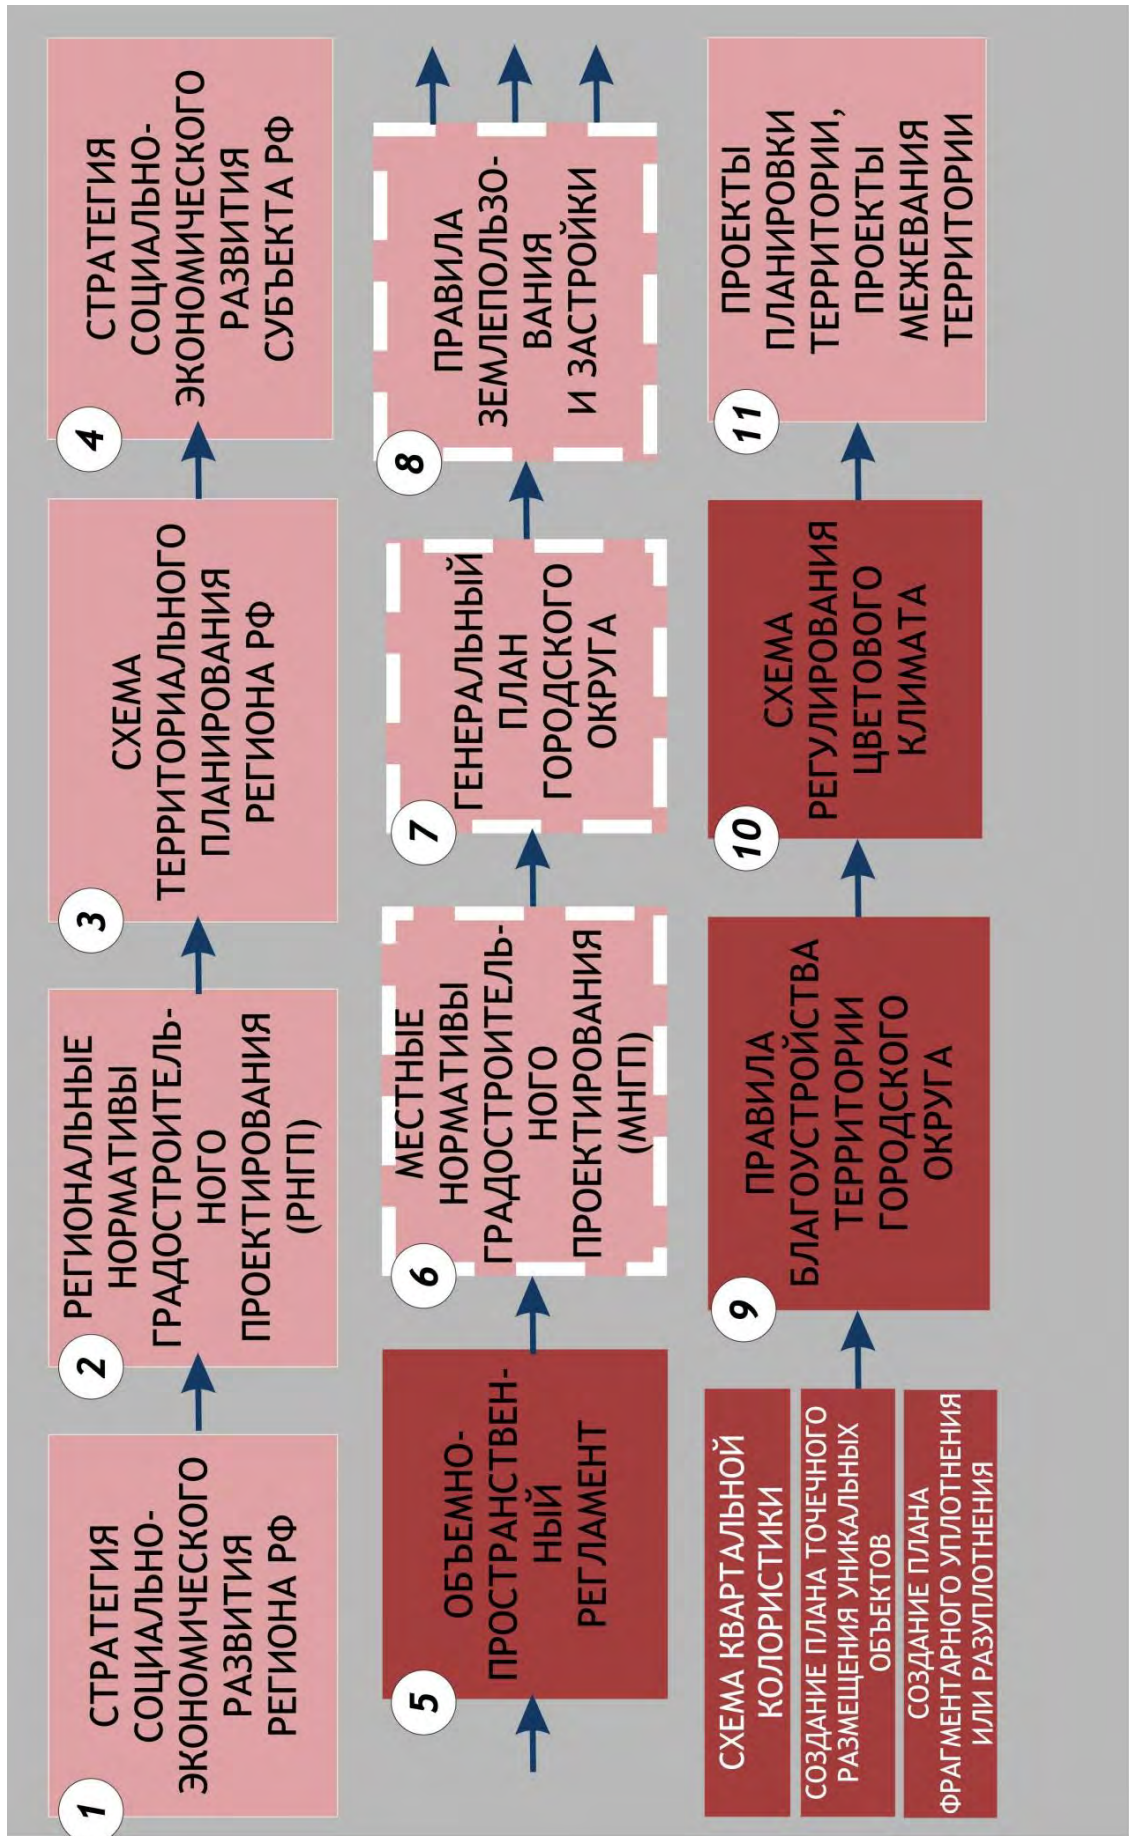 1
СТРАТЕГИЯ
СОЦИАЛЬНО-
ЭКОНОМИЧЕСКОГО
РАЗВИТИЯ
РЕГИОНА РФ
2
РЕГИОНАЛЬНЫЕ
НОРМАТИВЫ
ГРАДОСТРОИТЕЛЬ-
НОГО
ПРОЕКТИРОВАНИЯ
(РНГП)
3
СХЕМА
ТЕРРИТОРИАЛЬНОГО
ПЛАНИРОВАНИЯ
РЕГИОНА РФ
4
СТРАТЕГИЯ
СОЦИАЛЬНО-
ЭКОНОМИЧЕСКОГО
РАЗВИТИЯ
СУБЪЕКТА РФ
5
ОБЪЕМНО-
ПРОСТРАНСТВЕН-
НЫЙ
РЕГЛАМЕНТ
6
МЕСТНЫЕ
НОРМАТИВЫ
ГРАДОСТРОИТЕЛЬ-
НОГО
ПРОЕКТИРОВАНИЯ
(МНГП)
7
ГЕНЕРАЛЬНЫЙ
ПЛАН
ГОРОДСКОГО
ОКРУГА
8
ПРАВИЛА
ЗЕМЛЕПОЛЬЗО-
ВАНИЯ
И ЗАСТРОЙКИ
СХЕМА КВАРТАЛЬНОЙ
КОЛОРИСТИКИ
СОЗДАНИЕ ПЛАНА ТОЧЕЧНОГО
РАЗМЕЩЕНИЯ УНИКАЛЬНЫХ
ОБЪЕКТОВ
СОЗДАНИЕ ПЛАНА
ФРАГМЕНТАРНОГО УПЛОТНЕНИЯ
ИЛИ РАЗУПЛОТНЕНИЯ
9
ПРАВИЛА
БЛАГОУСТРОЙСТВА
ТЕРРИТОРИИ
ГОРОДСКОГО
ОКРУГА
10
СХЕМА
РЕГУЛИРОВАНИЯ
ЦВЕТОВОГО
КЛИМАТА
11
ПРОЕКТЫ
ПЛАНИРОВКИ
ТЕРРИТОРИИ,
ПРОЕКТЫ
МЕЖЕВАНИЯ
ТЕРРИТОРИИ